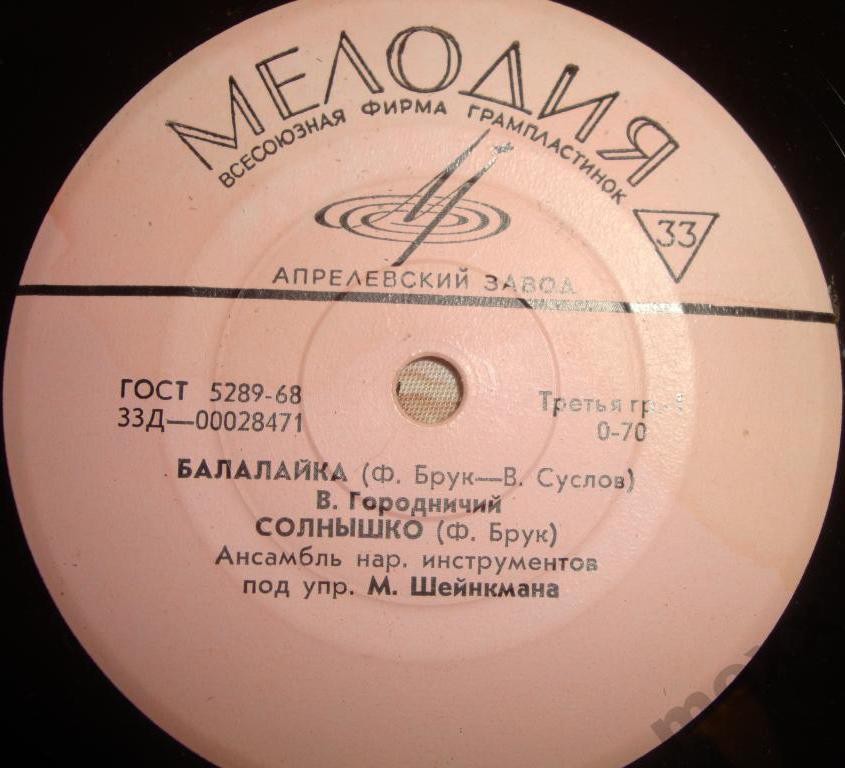 МЕЛОДИЯ
ВСЕСОЮЗНАЯ ФИРМА ГРАМПЛАСТИНОК
33
АПРЕЛЕВСКИЙ ЗАВОД
ГОСТ 5289-68
33Д—00028471
Третья
0-70
БАЛАЛАЙКА (Ф. Брук—В. Суслов)
В. Городничий
СОЛНЫШКО (Ф. Брук)
Ансамбль нар. инструментов
под упр. М. Шейнкмана